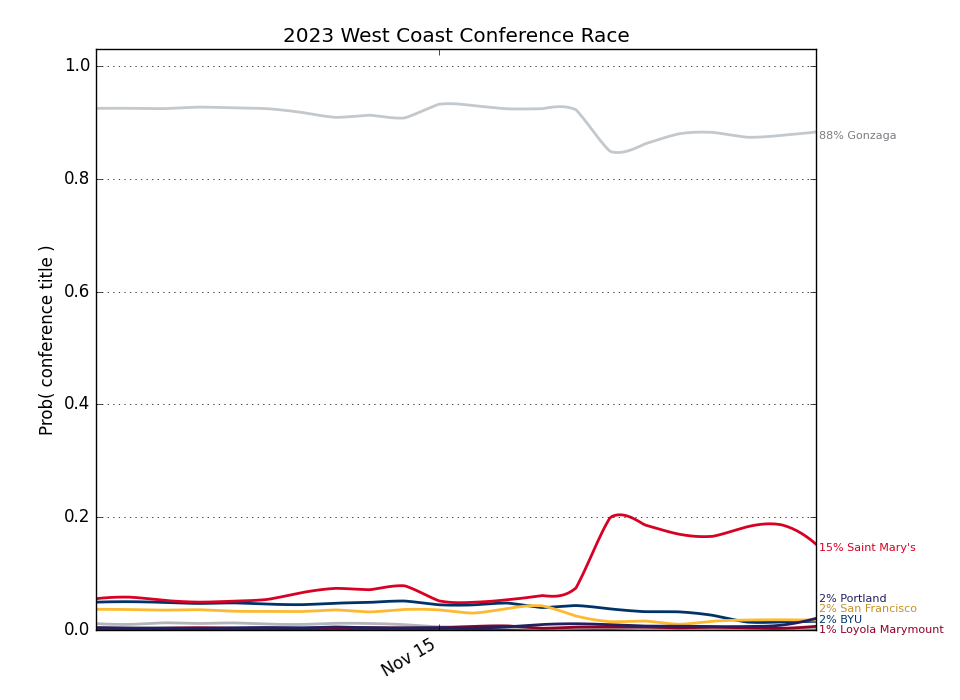 2023 West Coast Conference Race
Prob( conference title )
1.0
0.8
0.6
0.4
0.2
0.0
Nov 15
88% Gonzaga
15% Saint Mary's
2% Portland
2% San Francisco
2% BYU
1% Loyola Marymount